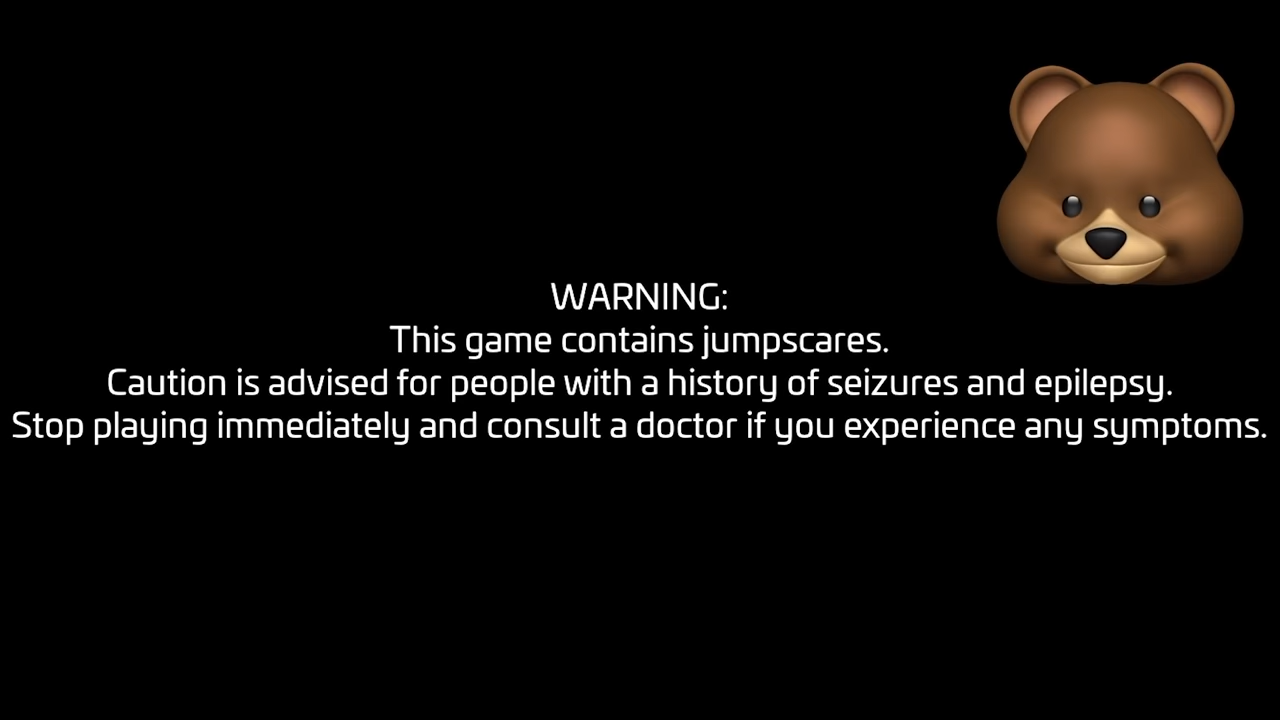 WARNING:
This game contains jumpscares.
Caution is advised for people with a history of seizures and epilepsy.
Stop playing immediately and consult a doctor if you experience any symptoms.